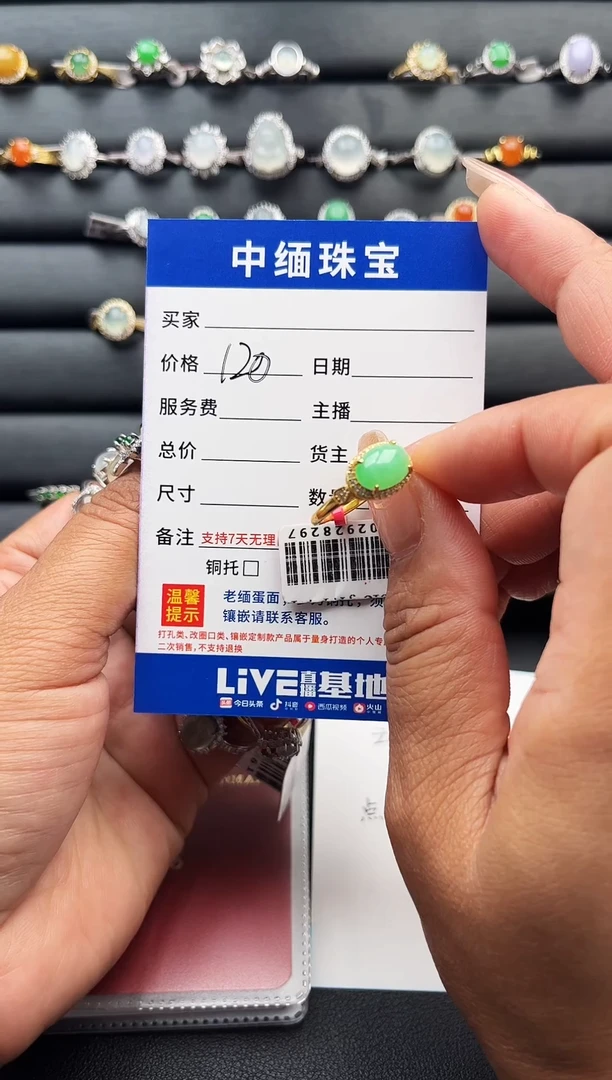 中缅珠宝
买家
价格 120 日期
服务费 主播
总价 货主
尺寸 数
备注 支持7天无理
铜托□
温馨提示
老缅蛋面
镶嵌请联系客服。
打孔类、改圈口类、镶嵌定制款产品属于量身打造的个人专
二次销售,不支持退换
LiVE直播基地
今日头条 抖音 西瓜视频 火山
02928297
点